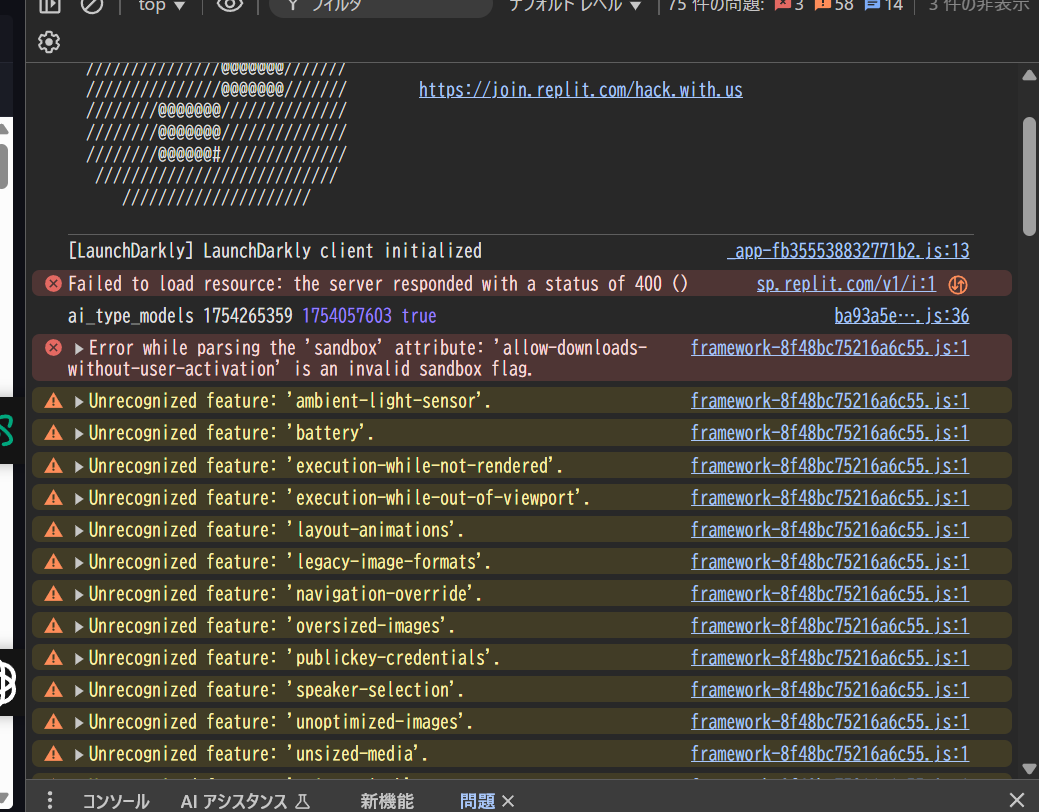 top ▼
フィルタ
デフォルト レベル ▼
75 件の問題: 3 58 14
3 件の非表示
///////////////@@@@@@@///////
///////////////@@@@@@@///////
https://join.replit.com/hack.with.us
////////@@@@@@@//////////////
////////@@@@@@@//////////////
////////@@@@@@#//////////////
///////////////////////////
/////////////////////
[LaunchDarkly] LaunchDarkly client initialized _app-fb355538832771b2.js:13
Failed to load resource: the server responded with a status of 400 () sp.replit.com/v1/i:1
ai_type_models 1754265359 1754057603 true ba93a5e….js:36
▶Error while parsing the 'sandbox' attribute: 'allow-downloads- framework-8f48bc75216a6c55.js:1
without-user-activation' is an invalid sandbox flag.
▶Unrecognized feature: 'ambient-light-sensor'. framework-8f48bc75216a6c55.js:1
▶Unrecognized feature: 'battery'. framework-8f48bc75216a6c55.js:1
▶Unrecognized feature: 'execution-while-not-rendered'. framework-8f48bc75216a6c55.js:1
▶Unrecognized feature: 'execution-while-out-of-viewport'. framework-8f48bc75216a6c55.js:1
▶Unrecognized feature: 'layout-animations'. framework-8f48bc75216a6c55.js:1
▶Unrecognized feature: 'legacy-image-formats'. framework-8f48bc75216a6c55.js:1
▶Unrecognized feature: 'navigation-override'. framework-8f48bc75216a6c55.js:1
▶Unrecognized feature: 'oversized-images'. framework-8f48bc75216a6c55.js:1
▶Unrecognized feature: 'publickey-credentials'. framework-8f48bc75216a6c55.js:1
▶Unrecognized feature: 'speaker-selection'. framework-8f48bc75216a6c55.js:1
▶Unrecognized feature: 'unoptimized-images'. framework-8f48bc75216a6c55.js:1
▶Unrecognized feature: 'unsized-media'. framework-8f48bc75216a6c55.js:1
コンソール AI アシスタンス 新機能 問題 ×